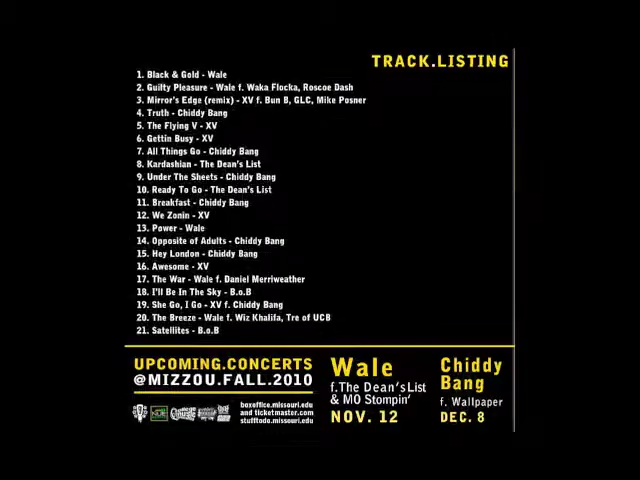 TRACK.LISTING
1. Black & Gold - Wale
2. Guilty Pleasure - Wale f. Waka Flocka, Roscoe Dash
3. Mirror's Edge (remix) - XV f. Bun B, GLC, Mike Posner
4. Truth - Chiddy Bang
5. The Flying V - XV
6. Gettin Busy - XV
7. All Things Go - Chiddy Bang
8. Kardashian - The Dean's List
9. Under The Sheets - Chiddy Bang
10. Ready To Go - The Dean's List
11. Breakfast - Chiddy Bang
12. We Zonin - XV
13. Power - Wale
14. Opposite of Adults - Chiddy Bang
15. Hey London - Chiddy Bang
16. Awesome - XV
17. The War - Wale f. Daniel Merriweather
18. I'll Be In The Sky - B.o.B
19. She Go, I Go - XV f. Chiddy Bang
20. The Breeze - Wale f. Wiz Khalifa, Tre of UCB
21. Satellites - B.o.B
UPCOMING.CONCERTS
@MIZZOU.FALL.2010
boxoffice.missouri.edu
and ticketmaster.com
stufftodo.missouri.edu
Wale
f.The Dean's List
& MO Stompin'
NOV. 12
Chiddy
Bang
f. Wallpaper
DEC. 8